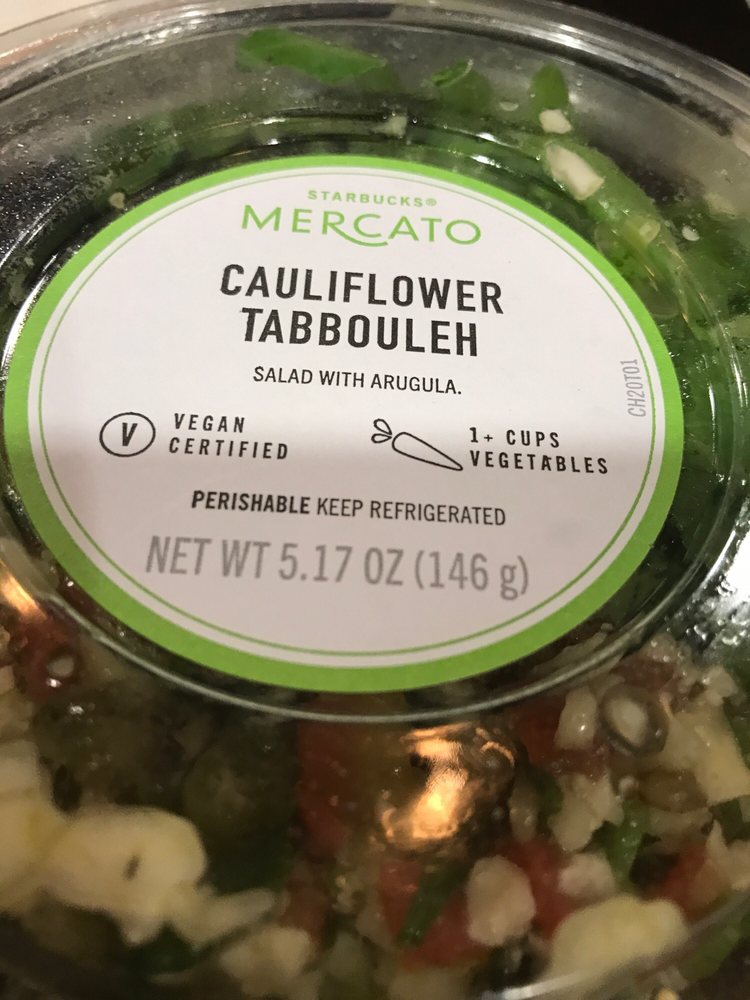 STARBUCKS®
MERCATO
CAULIFLOWER
TABBOULEH
SALAD WITH ARUGULA.
V
VEGAN
CERTIFIED
1+ CUPS
VEGETABLES
PERISHABLE KEEP REFRIGERATED
NET WT 5.17 OZ (146 g)
CH20T01